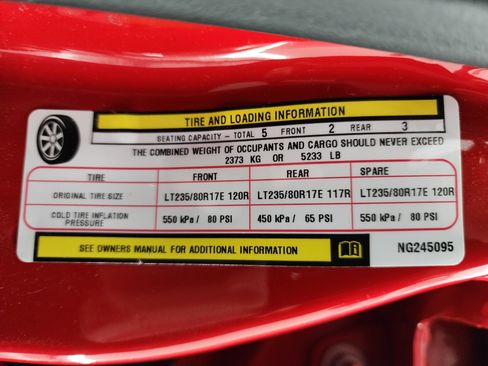 TIRE AND LOADING INFORMATION
SEATING CAPACITY - TOTAL 5 FRONT 2 REAR 3
THE COMBINED WEIGHT OF OCCUPANTS AND CARGO SHOULD NEVER EXCEED
2373 KG OR 5233 LB
TIRE FRONT REAR SPARE
ORIGINAL TIRE SIZE LT235/80R17E 120R LT235/80R17E 117R LT235/80R17E 120R
COLD TIRE INFLATION PRESSURE 550 kPa / 80 PSI 450 kPa / 65 PSI 550 kPa / 80 PSI
SEE OWNERS MANUAL FOR ADDITIONAL INFORMATION NG245095